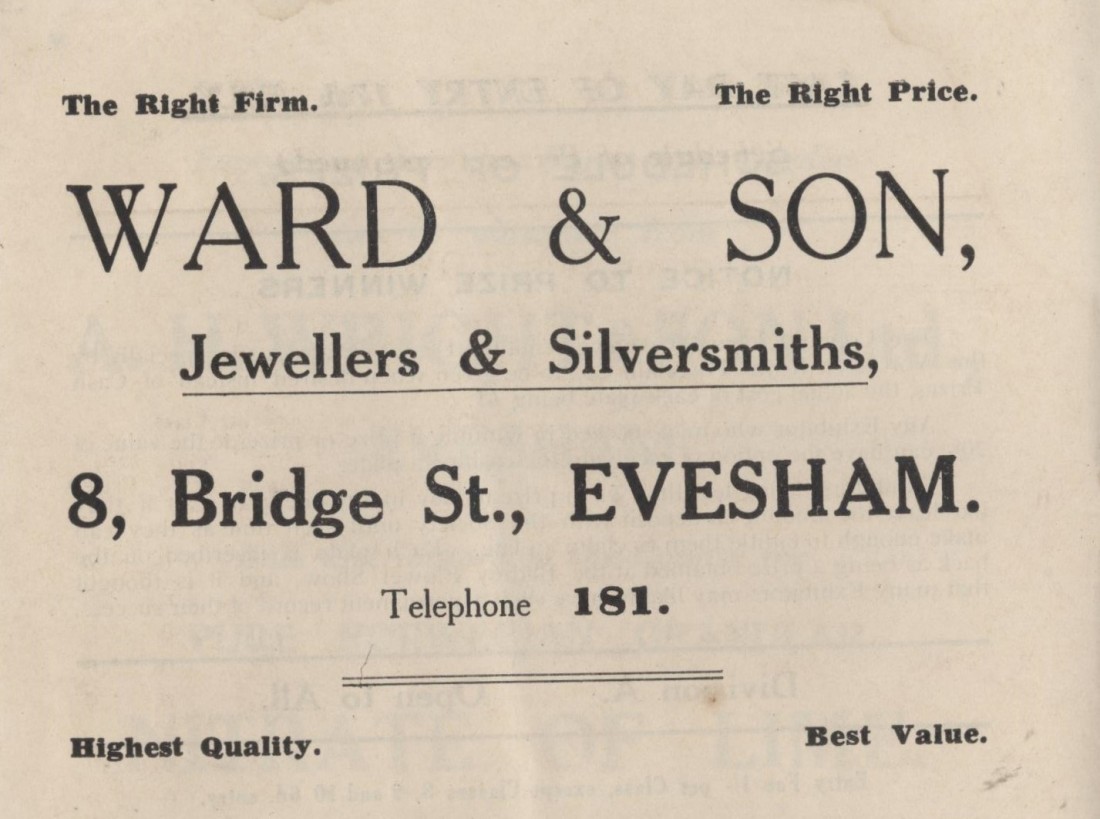 The Right Firm. The Right Price.
WARD & SON,
Jewellers & Silversmiths,
8, Bridge St., EVESHAM.
Telephone 181.
Highest Quality. Best Value.